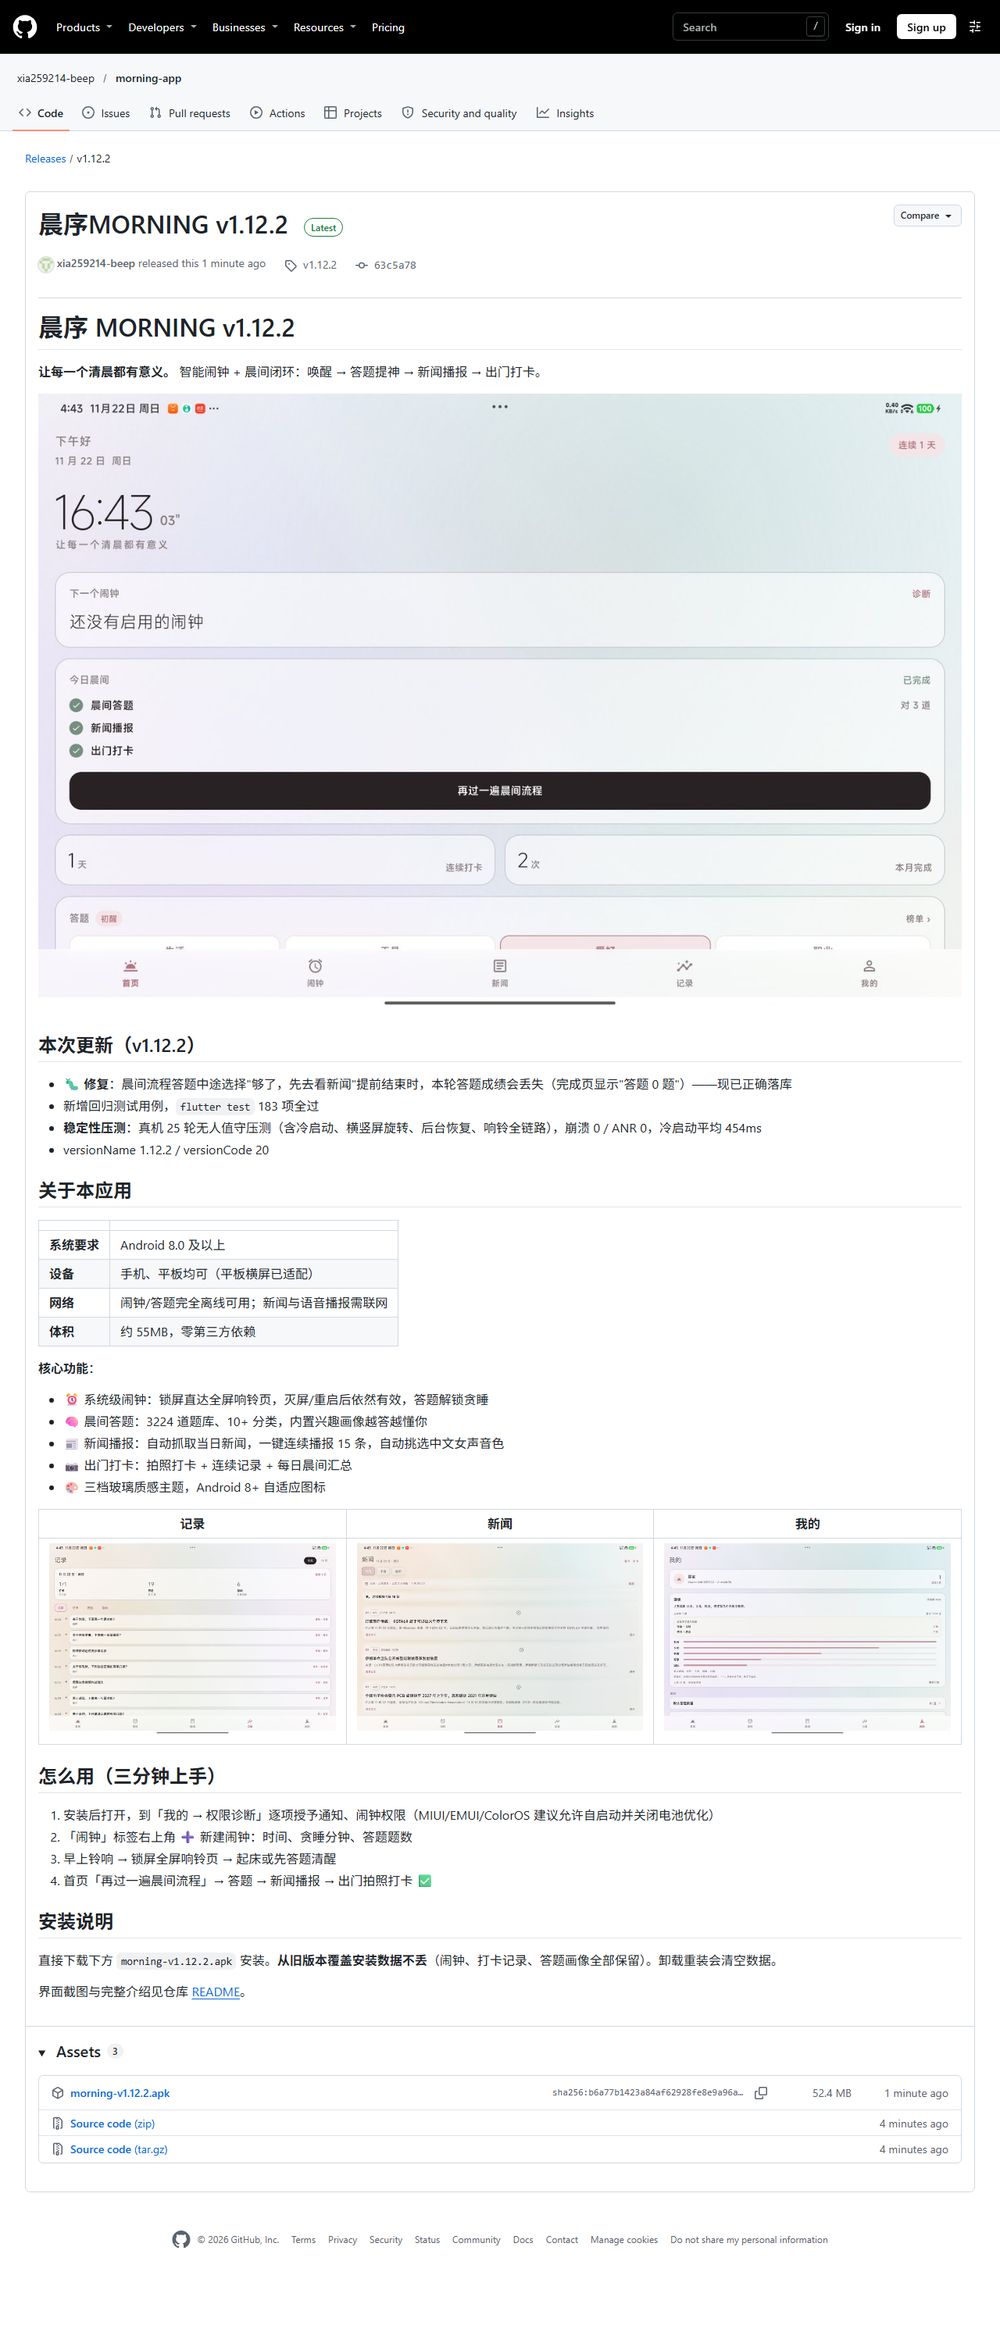 Products Developers Businesses Resources Pricing Search / Sign in Sign up
xia259214-beep / morning-app
Code Issues Pull requests Actions Projects Security and quality Insights
Releases / v1.12.2
晨序MORNING v1.12.2 Latest Compare
xia259214-beep released this 1 minute ago v1.12.2 63c5a78
晨序 MORNING v1.12.2
让每一个清晨都有意义。 智能闹钟 + 晨间闭环：唤醒 → 答题提神 → 新闻播报 → 出门打卡。
4:43 11月22日 周日 0.40 KB/s 100
下午好 连续 1 天
11 月 22 日 周日
16:43 03"
让每一个清晨都有意义
下一个闹钟 诊断
还没有启用的闹钟
今日晨间 已完成
晨间答题 对 3 道
新闻播报
出门打卡
再过一遍晨间流程
1 天 连续打卡 2 次 本月完成
答题 初醒 榜单 ›
首页 闹钟 新闻 记录 我的
本次更新（v1.12.2）
🐛 修复：晨间流程答题中途选择"够了，先去看新闻"提前结束时，本轮答题成绩会丢失（完成页显示"答题 0 题"）——现已正确落库
新增回归测试用例，flutter test 183 项全过
稳定性压测：真机 25 轮无人值守压测（含冷启动、横竖屏旋转、后台恢复、响铃全链路），崩溃 0 / ANR 0，冷启动平均 454ms
versionName 1.12.2 / versionCode 20
关于本应用
系统要求 Android 8.0 及以上
设备 手机、平板均可（平板横屏已适配）
网络 闹钟/答题完全离线可用；新闻与语音播报需联网
体积 约 55MB，零第三方依赖
核心功能：
⏰ 系统级闹钟：锁屏直达全屏响铃页，灭屏/重启后依然有效，答题解锁贪睡
🧠 晨间答题：3224 道题库、10+ 分类，内置兴趣画像越答越懂你
📰 新闻播报：自动抓取当日新闻，一键连续播报 15 条，自动挑选中文女声音色
📷 出门打卡：拍照打卡 + 连续记录 + 每日晨间汇总
🎨 三档玻璃质感主题，Android 8+ 自适应图标
记录 新闻 我的
记录 新闻 我的
怎么用（三分钟上手）
1. 安装后打开，到「我的 → 权限诊断」逐项授予通知、闹钟权限（MIUI/EMUI/ColorOS 建议允许自启动并关闭电池优化）
2. 「闹钟」标签右上角 ➕ 新建闹钟：时间、贪睡分钟、答题题数
3. 早上铃响 → 锁屏全屏响铃页 → 起床或先答题清醒
4. 首页「再过一遍晨间流程」→ 答题 → 新闻播报 → 出门拍照打卡 ✅
安装说明
直接下载下方 morning-v1.12.2.apk 安装。从旧版本覆盖安装数据不丢（闹钟、打卡记录、答题画像全部保留）。卸载重装会清空数据。
界面截图与完整介绍见仓库 README。
Assets 3
morning-v1.12.2.apk sha256:b6a77b1423a84af62928fe8e9a96a… 52.4 MB 1 minute ago
Source code (zip) 4 minutes ago
Source code (tar.gz) 4 minutes ago
© 2026 GitHub, Inc. Terms Privacy Security Status Community Docs Contact Manage cookies Do not share my personal information